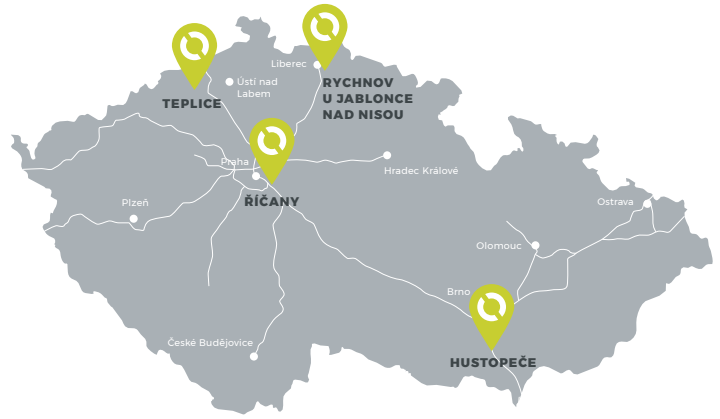 Liberec
Ústí nad
Labem
RYCHNOV
U JABLONCE
NAD NISOU
TEPLICE
Praha
Hradec Králové
ŘÍČANY
Plzeň
Ostrava
Olomouc
Brno
České Budějovice
HUSTOPEČE